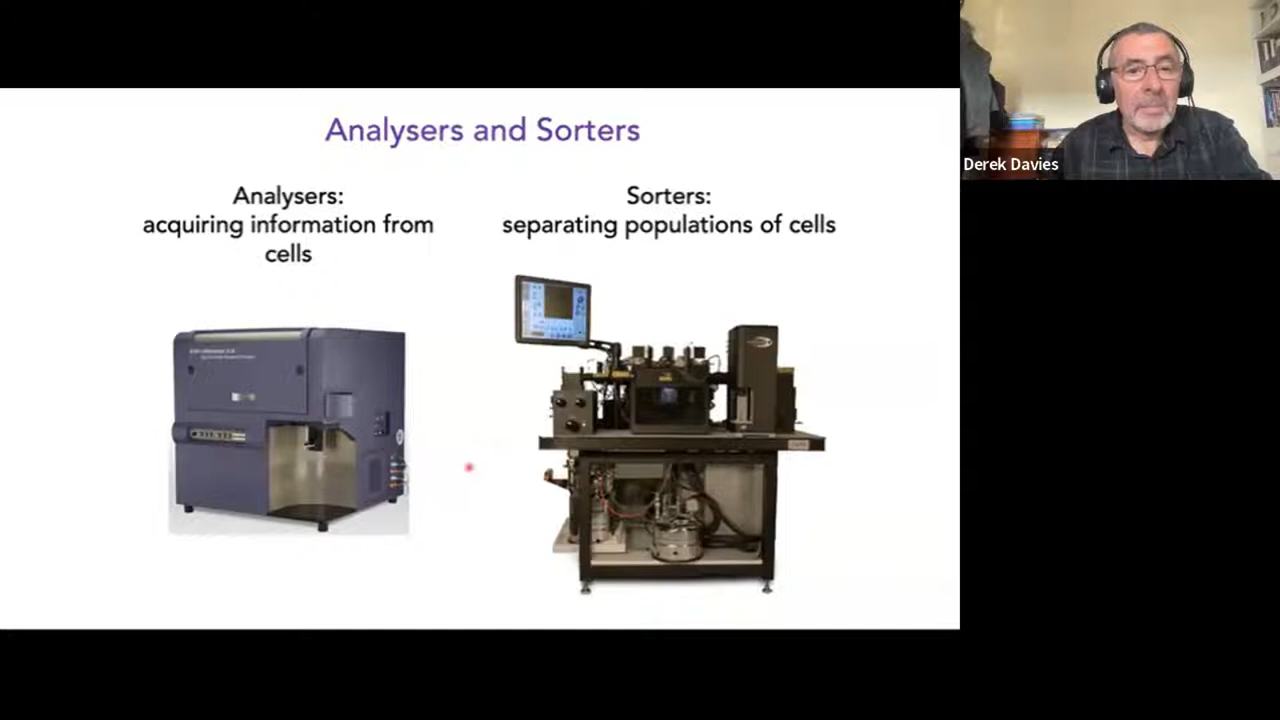 Analysers and Sorters
Analysers:
acquiring information from
cells
Sorters:
separating populations of cells
Derek Davies